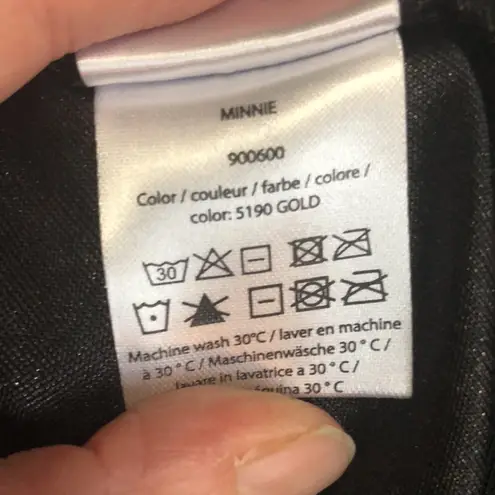 MINNIE
900600
Color / couleur / farbe / colore /
color: 5190 GOLD
30
Machine wash 30°C / laver en machine
à 30 ° C / Maschinenwäsche 30 ° C /
lavare in lavatrice a 30 ° C /
30 ° C